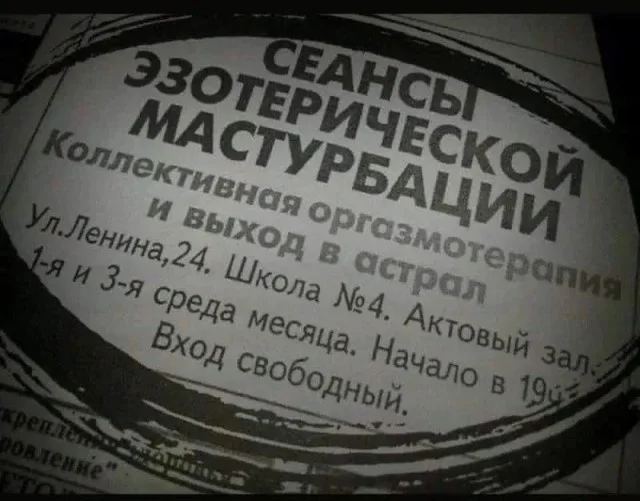 СЕАНСЫ
ЭЗОТЕРИЧЕСКОЙ
МАСТУРБАЦИИ
Коллективная оргазмотерапия
и выход в астрал
Ул.Ленина,24. Школа №4. Актовый зал.
1-я и 3-я среда месяца. Начало в 19ч.
Вход свободный.